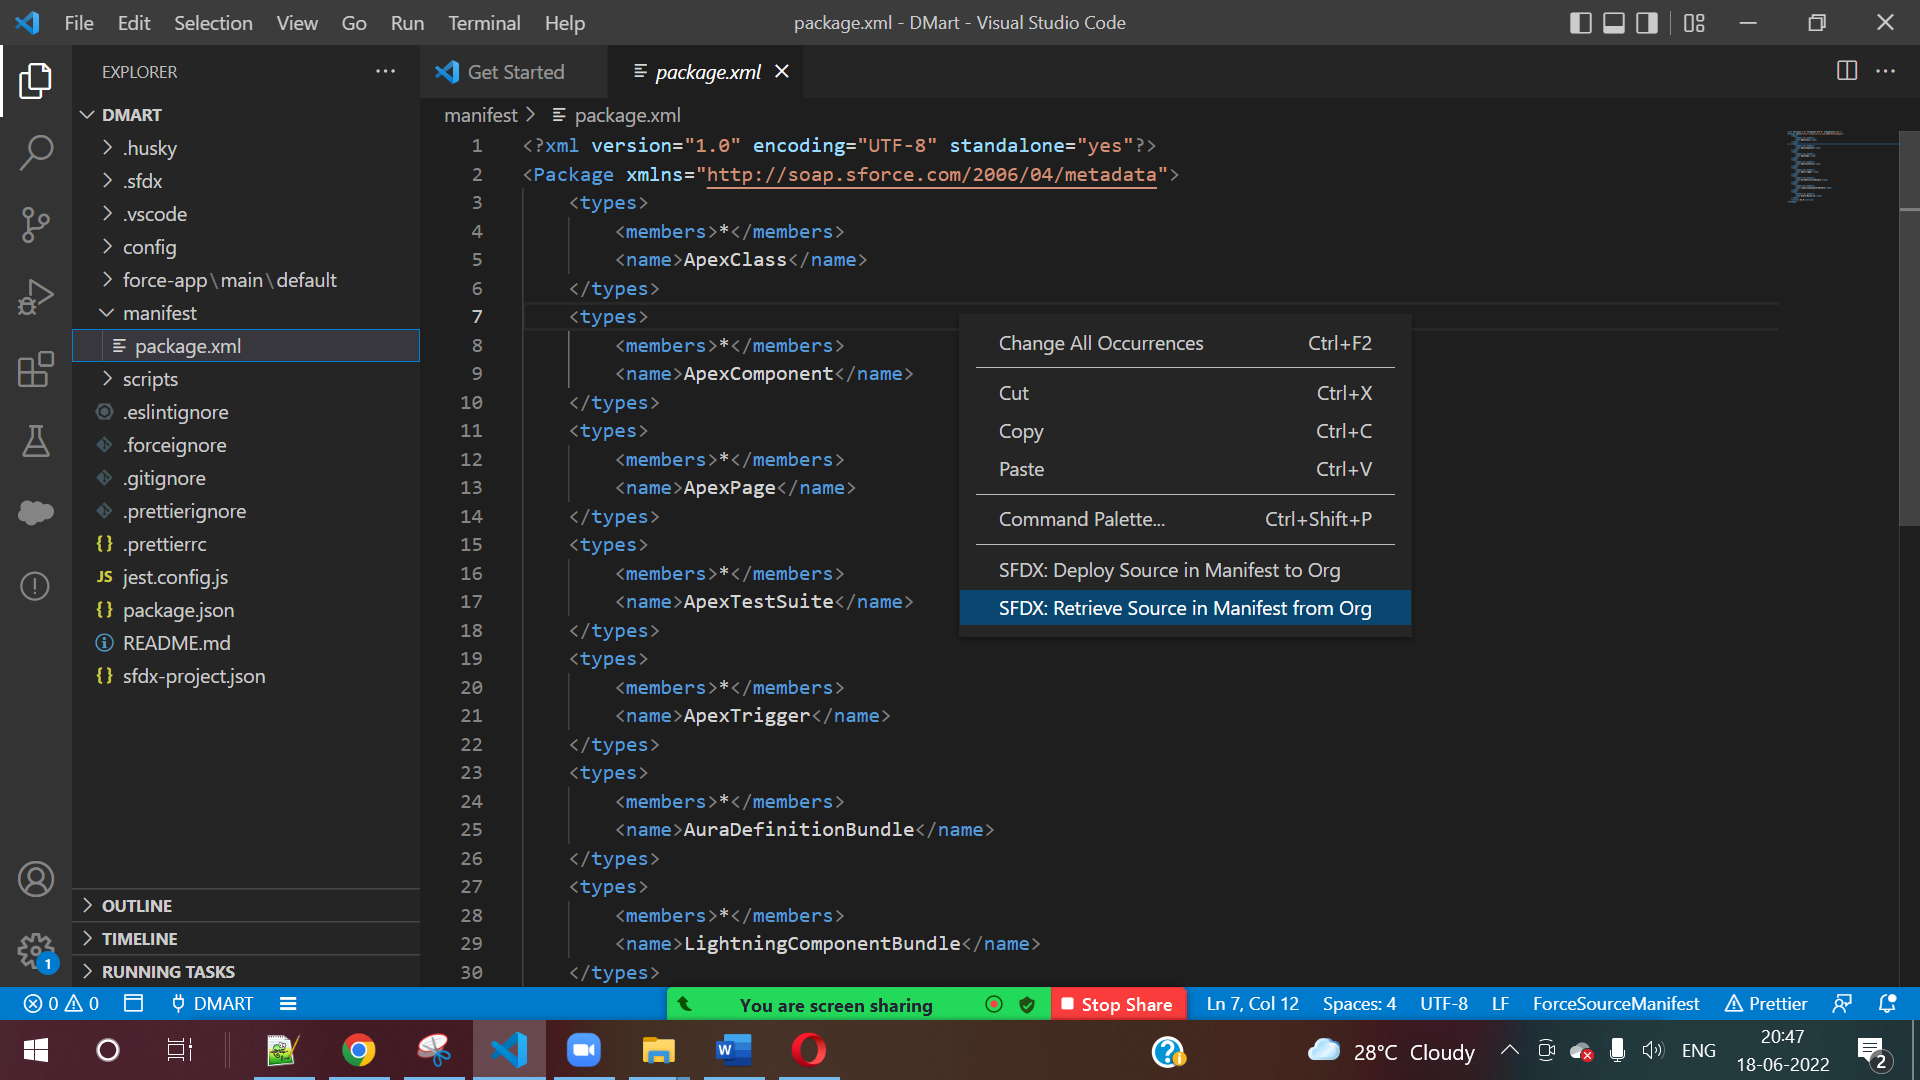 File Edit Selection View Go Run Terminal Help
package.xml - DMart - Visual Studio Code
EXPLORER
DMART
.husky
.sfdx
.vscode
config
force-app\main\default
manifest
package.xml
scripts
.eslintignore
.forceignore
.gitignore
.prettierignore
.prettierrc
JS jest.config.js
package.json
README.md
sfdx-project.json
OUTLINE
TIMELINE
RUNNING TASKS
1
Get Started
package.xml
manifest > package.xml
1 <?xml version="1.0" encoding="UTF-8" standalone="yes"?>
2 <Package xmlns="http://soap.sforce.com/2006/04/metadata">
3 <types>
4 <members>*</members>
5 <name>ApexClass</name>
6 </types>
7 <types>
8 <members>*</members>
9 <name>ApexComponent</name>
10 </types>
11 <types>
12 <members>*</members>
13 <name>ApexPage</name>
14 </types>
15 <types>
16 <members>*</members>
17 <name>ApexTestSuite</name>
18 </types>
19 <types>
20 <members>*</members>
21 <name>ApexTrigger</name>
22 </types>
23 <types>
24 <members>*</members>
25 <name>AuraDefinitionBundle</name>
26 </types>
27 <types>
28 <members>*</members>
29 <name>LightningComponentBundle</name>
30 </types>
Change All Occurrences Ctrl+F2
Cut Ctrl+X
Copy Ctrl+C
Paste Ctrl+V
Command Palette... Ctrl+Shift+P
SFDX: Deploy Source in Manifest to Org
SFDX: Retrieve Source in Manifest from Org
0 0 DMART
You are screen sharing
Stop Share
Ln 7, Col 12 Spaces: 4 UTF-8 LF ForceSourceManifest Prettier
28°C Cloudy
ENG
20:47
18-06-2022
2